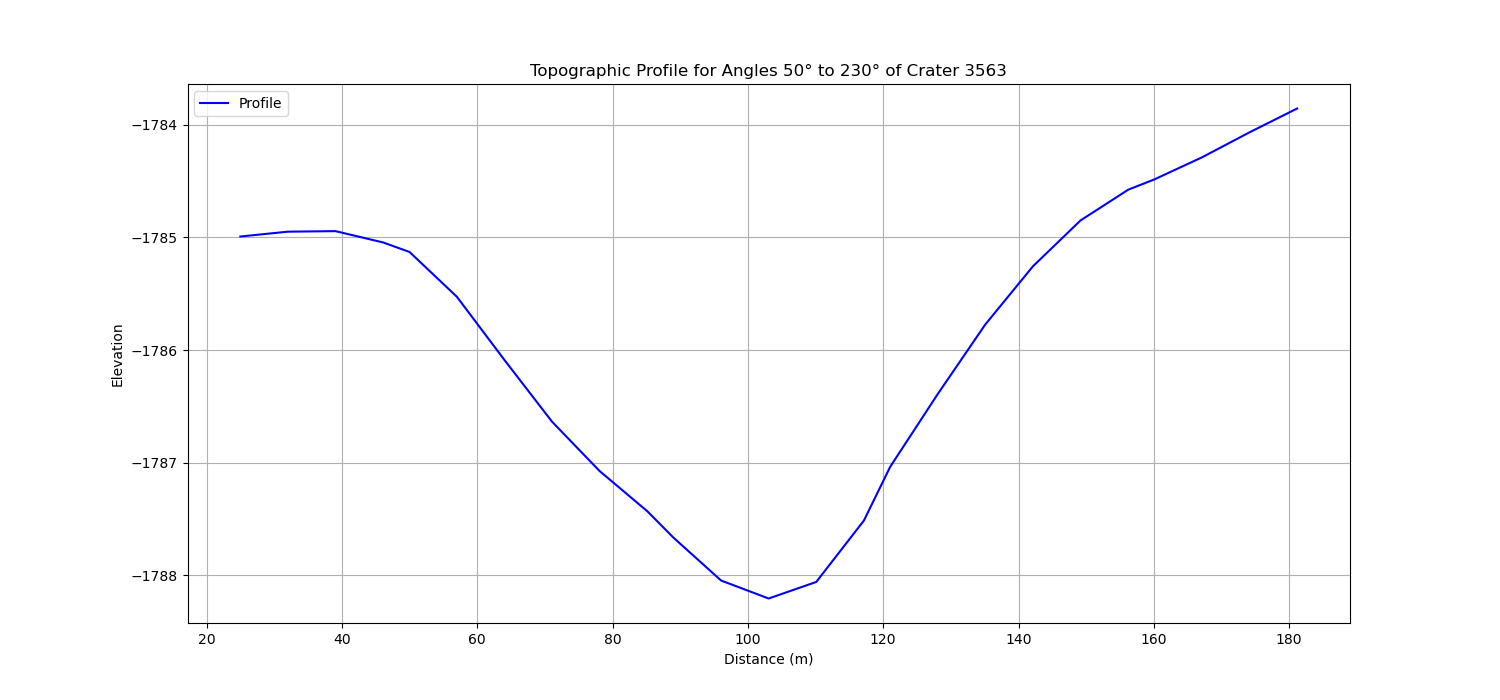 Topographic Profile for Angles 50° to 230° of Crater 3563
Profile
−1784
−1785
−1786
−1787
−1788
Elevation
20 40 60 80 100 120 140 160 180
Distance (m)